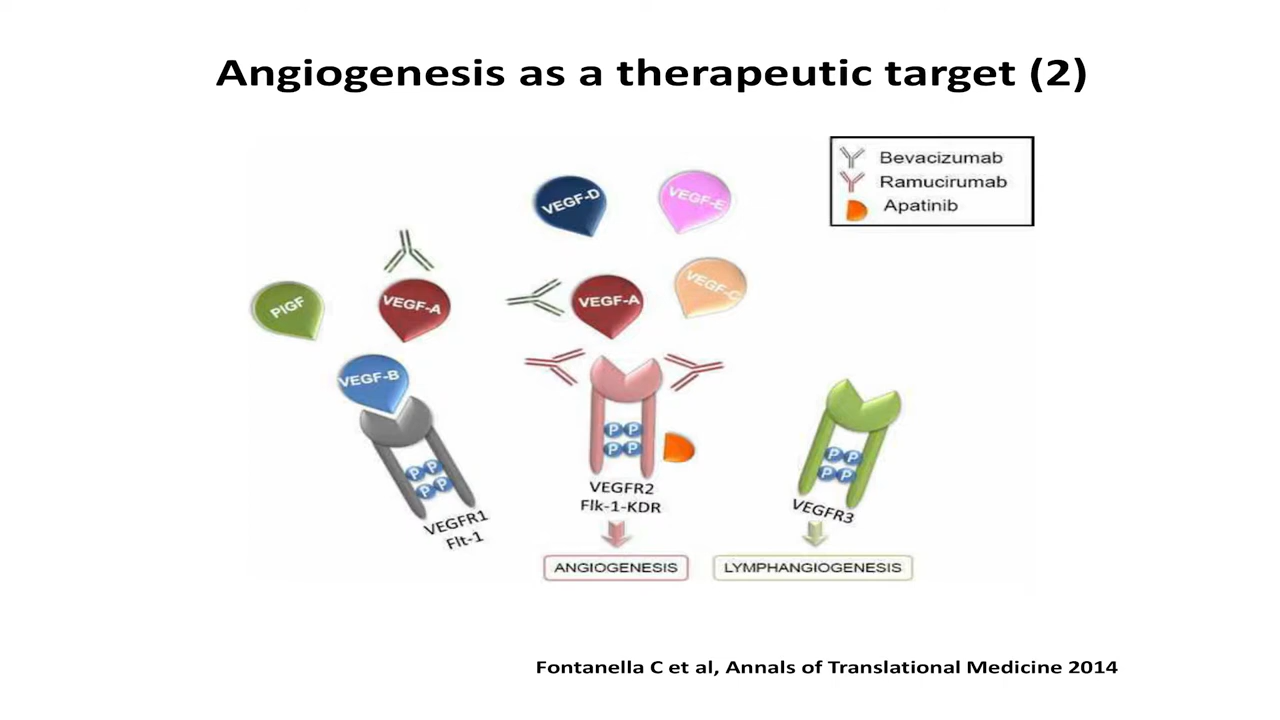 Angiogenesis as a therapeutic target (2)
Bevacizumab
Ramucirumab
Apatinib
VEGF-D
VEGF-E
PIGF
VEGF-A
VEGF-A
VEGF-C
VEGF-B
P P
P P
P P
P P
P P
P P
VEGFR1
Flt-1
VEGFR2
Flk-1-KDR
VEGFR3
ANGIOGENESIS
LYMPHANGIOGENESIS
Fontanella C et al, Annals of Translational Medicine 2014